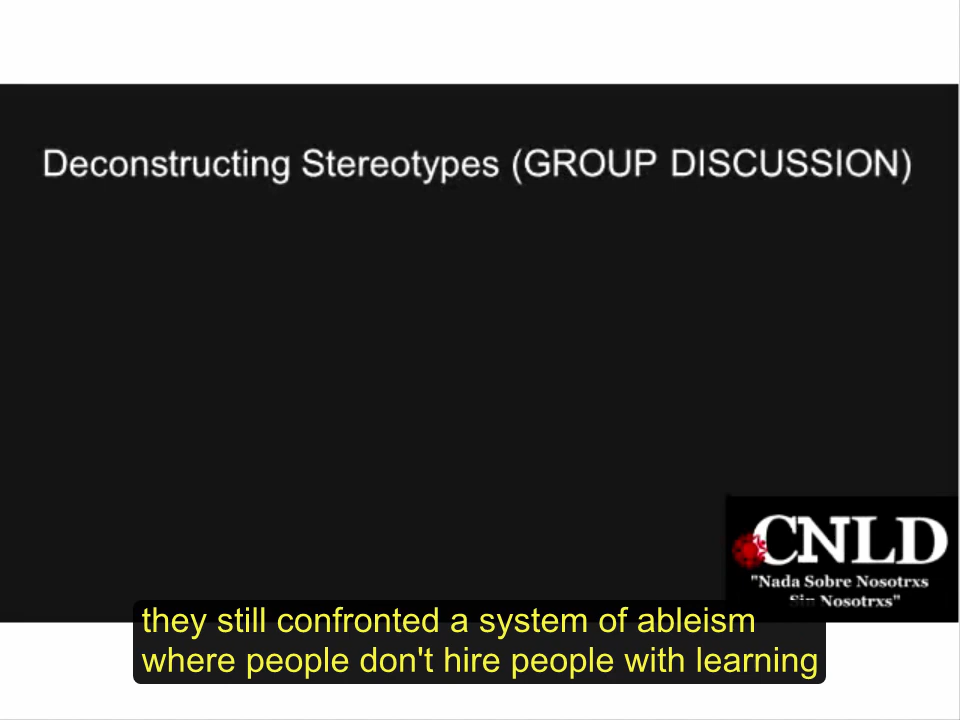 Deconstructing Stereotypes (GROUP DISCUSSION)
CNLD
"Nada Sobre Nosotrxs
Sin Nosotrxs"
they still confronted a system of ableism
where people don't hire people with learning